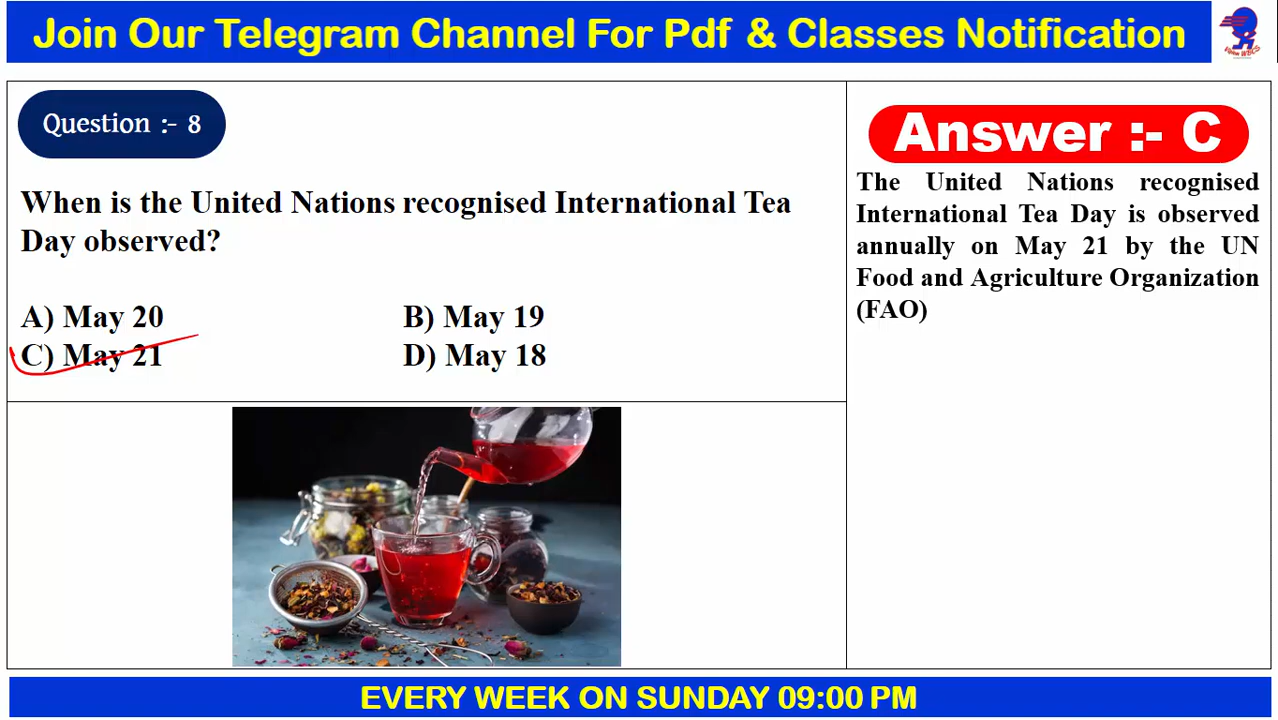 Join Our Telegram Channel For Pdf & Classes Notification
Question :- 8
When is the United Nations recognised International Tea
Day observed?
A) May 20
B) May 19
C) May 21
D) May 18
Answer :- C
The United Nations recognised
International Tea Day is observed
annually on May 21 by the UN
Food and Agriculture Organization
(FAO)
EVERY WEEK ON SUNDAY 09:00 PM